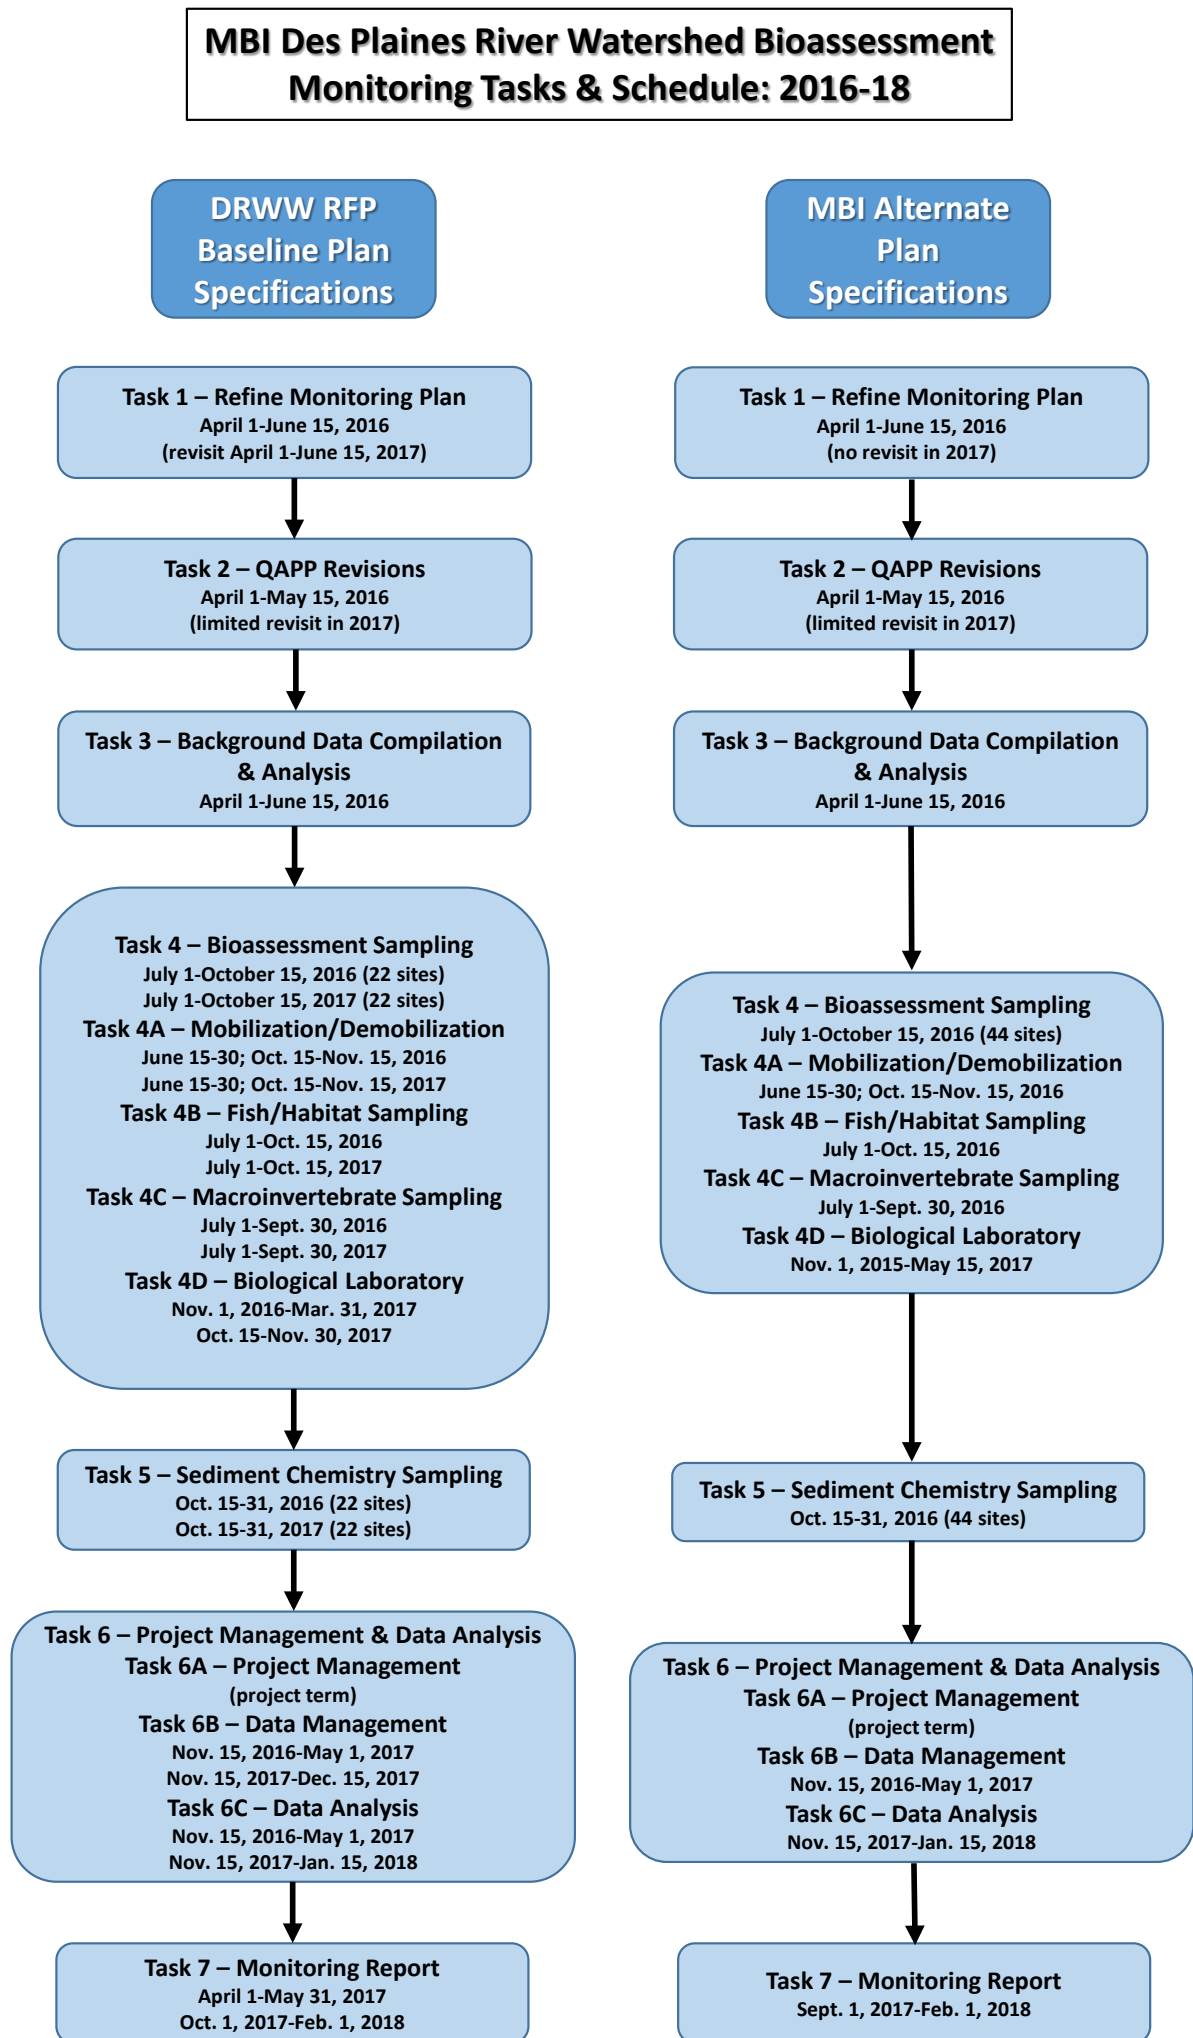 MBI Des Plaines River Watershed Bioassessment
Monitoring Tasks & Schedule: 2016-18
DRWW RFP
Baseline Plan
Specifications
Task 1 – Refine Monitoring Plan
April 1-June 15, 2016
(revisit April 1-June 15, 2017)
Task 2 – QAPP Revisions
April 1-May 15, 2016
(limited revisit in 2017)
Task 3 – Background Data Compilation
& Analysis
April 1-June 15, 2016
Task 4 – Bioassessment Sampling
July 1-October 15, 2016 (22 sites)
July 1-October 15, 2017 (22 sites)
Task 4A – Mobilization/Demobilization
June 15-30; Oct. 15-Nov. 15, 2016
June 15-30; Oct. 15-Nov. 15, 2017
Task 4B – Fish/Habitat Sampling
July 1-Oct. 15, 2016
July 1-Oct. 15, 2017
Task 4C – Macroinvertebrate Sampling
July 1-Sept. 30, 2016
July 1-Sept. 30, 2017
Task 4D – Biological Laboratory
Nov. 1, 2016-Mar. 31, 2017
Oct. 15-Nov. 30, 2017
Task 5 – Sediment Chemistry Sampling
Oct. 15-31, 2016 (22 sites)
Oct. 15-31, 2017 (22 sites)
Task 6 – Project Management & Data Analysis
Task 6A – Project Management
(project term)
Task 6B – Data Management
Nov. 15, 2016-May 1, 2017
Nov. 15, 2017-Dec. 15, 2017
Task 6C – Data Analysis
Nov. 15, 2016-May 1, 2017
Nov. 15, 2017-Jan. 15, 2018
Task 7 – Monitoring Report
April 1-May 31, 2017
Oct. 1, 2017-Feb. 1, 2018
MBI Alternate
Plan
Specifications
Task 1 – Refine Monitoring Plan
April 1-June 15, 2016
(no revisit in 2017)
Task 2 – QAPP Revisions
April 1-May 15, 2016
(limited revisit in 2017)
Task 3 – Background Data Compilation
& Analysis
April 1-June 15, 2016
Task 4 – Bioassessment Sampling
July 1-October 15, 2016 (44 sites)
Task 4A – Mobilization/Demobilization
June 15-30; Oct. 15-Nov. 15, 2016
Task 4B – Fish/Habitat Sampling
July 1-Oct. 15, 2016
Task 4C – Macroinvertebrate Sampling
July 1-Sept. 30, 2016
Task 4D – Biological Laboratory
Nov. 1, 2015-May 15, 2017
Task 5 – Sediment Chemistry Sampling
Oct. 15-31, 2016 (44 sites)
Task 6 – Project Management & Data Analysis
Task 6A – Project Management
(project term)
Task 6B – Data Management
Nov. 15, 2016-May 1, 2017
Task 6C – Data Analysis
Nov. 15, 2017-Jan. 15, 2018
Task 7 – Monitoring Report
Sept. 1, 2017-Feb. 1, 2018